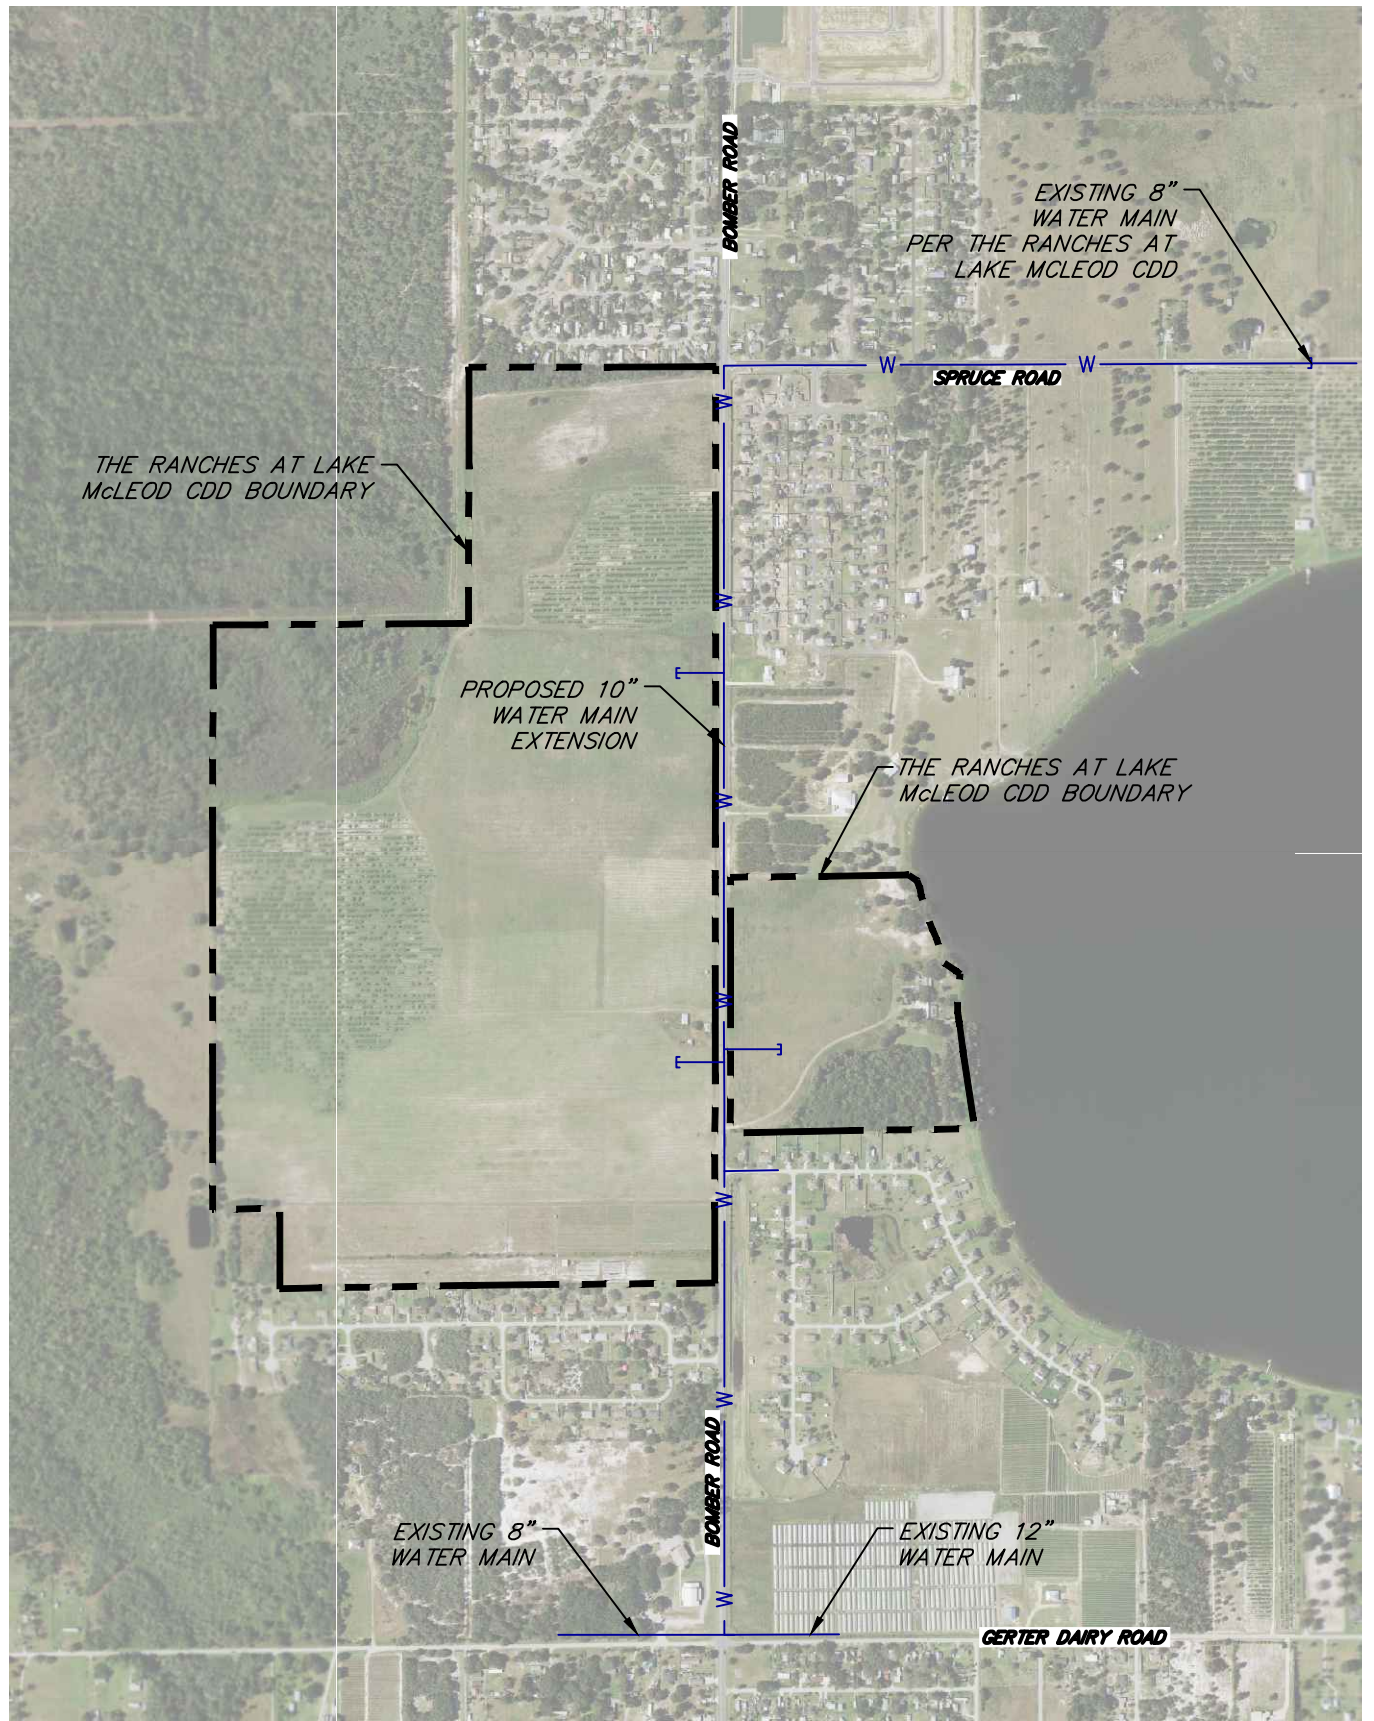 BOMBER ROAD
EXISTING 8"
WATER MAIN
PER THE RANCHES AT
LAKE MCLEOD CDD
W
W
SPRUCE ROAD
W
THE RANCHES AT LAKE
McLEOD CDD BOUNDARY
W
PROPOSED 10"
WATER MAIN
EXTENSION
THE RANCHES AT LAKE
McLEOD CDD BOUNDARY
W
W
W
W
BOMBER ROAD
EXISTING 8"
WATER MAIN
EXISTING 12"
WATER MAIN
W
GERTER DAIRY ROAD